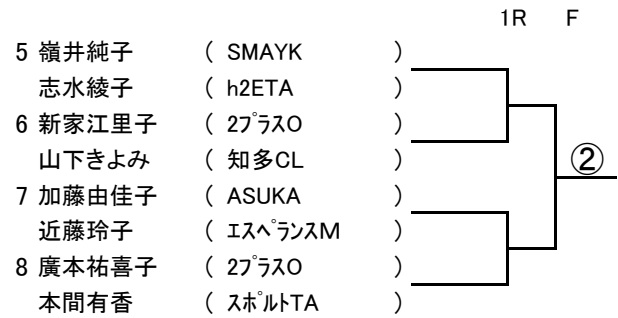 1R F
5 嶺井純子 ( SMAYK )
志水綾子 ( h2ETA )
6 新家江里子 ( 2ﾌﾟﾗｽO )
山下きよみ ( 知多CL )
②
7 加藤由佳子 ( ASUKA )
近藤玲子 ( ｴｽﾍﾟﾗﾝｽM )
8 廣本祐喜子 ( 2ﾌﾟﾗｽO )
本間有香 ( ｽﾎﾟﾙﾄTA )